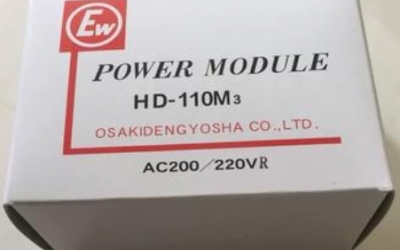 EW
POWER MODULE
HD-110M3
OSAKIDENGYOSHA CO.,LTD.
AC200/220VR